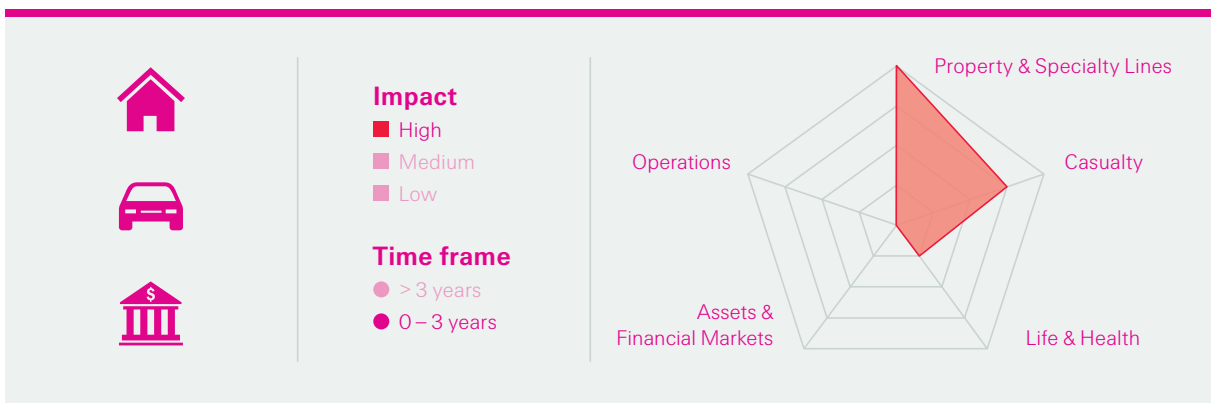 $
Impact
High
Medium
Low
Time frame
> 3 years
0 – 3 years
Property & Specialty Lines
Operations
Casualty
Assets &
Financial Markets
Life & Health